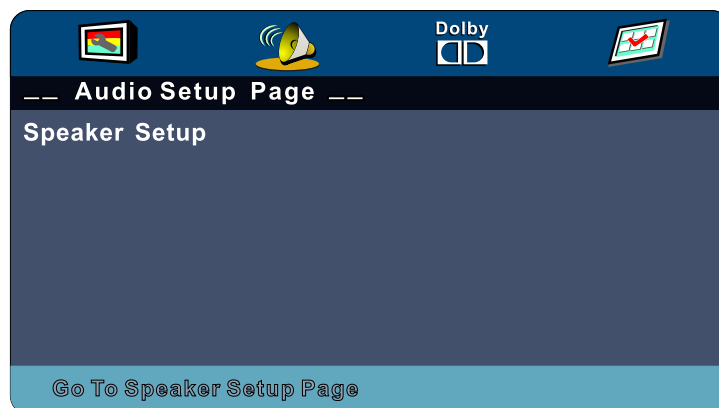 Dolby
__ Audio Setup Page __
Speaker Setup
Go To Speaker Setup Page